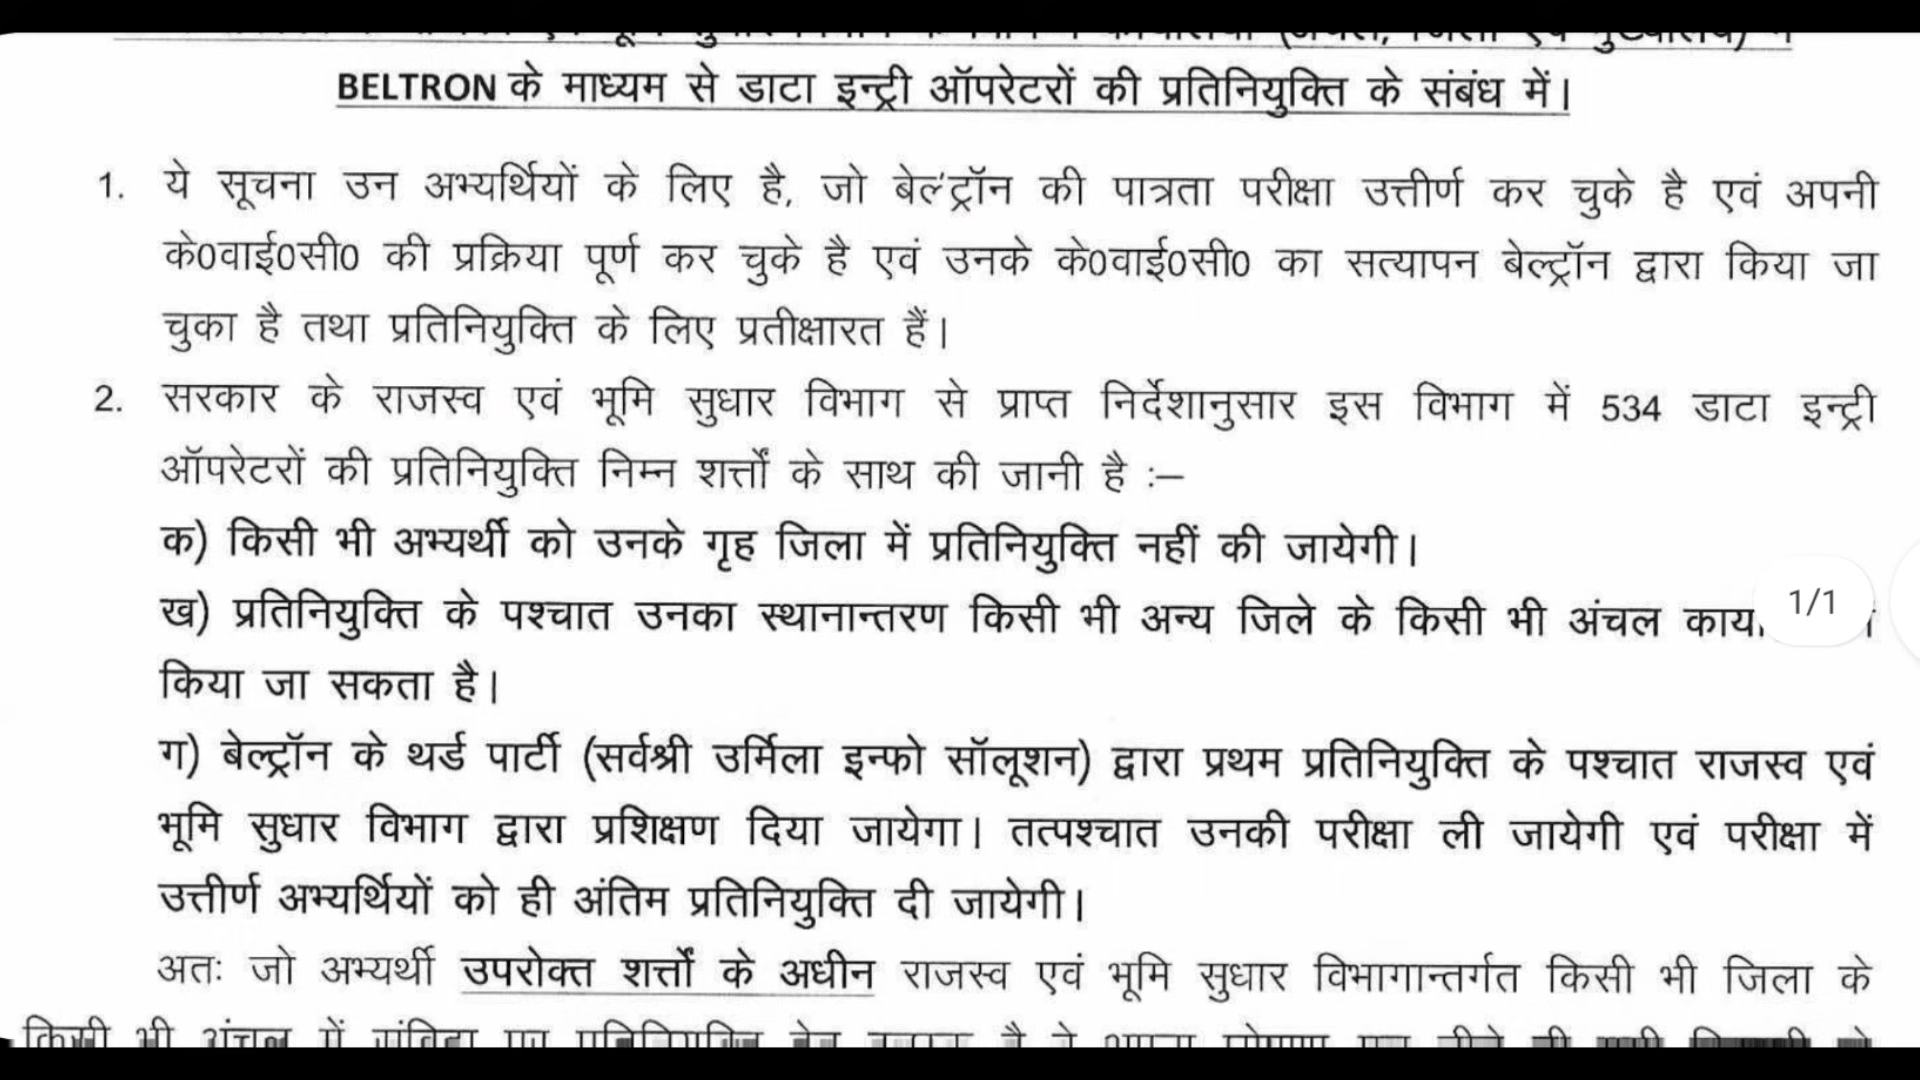 BELTRON के माध्यम से डाटा इन्ट्री ऑपरेटरों की प्रतिनियुक्ति के संबंध में।
1. ये सूचना उन अभ्यर्थियों के लिए है, जो बेल्ट्रॉन की पात्रता परीक्षा उत्तीर्ण कर चुके है एवं अपनी
के0वाई0सी0 की प्रक्रिया पूर्ण कर चुके है एवं उनके के0वाई0सी0 का सत्यापन बेल्ट्रॉन द्वारा किया जा
चुका है तथा प्रतिनियुक्ति के लिए प्रतीक्षारत हैं।
2. सरकार के राजस्व एवं भूमि सुधार विभाग से प्राप्त निर्देशानुसार इस विभाग में 534 डाटा इन्ट्री
ऑपरेटरों की प्रतिनियुक्ति निम्न शर्त्तों के साथ की जानी है :–
क) किसी भी अभ्यर्थी को उनके गृह जिला में प्रतिनियुक्ति नहीं की जायेगी।
ख) प्रतिनियुक्ति के पश्चात उनका स्थानान्तरण किसी भी अन्य जिले के किसी भी अंचल
1/1
किया जा सकता है।
ग) बेल्ट्रॉन के थर्ड पार्टी (सर्वश्री उर्मिला इन्फो सॉलूशन) द्वारा प्रथम प्रतिनियुक्ति के पश्चात राजस्व एवं
भूमि सुधार विभाग द्वारा प्रशिक्षण दिया जायेगा। तत्पश्चात उनकी परीक्षा ली जायेगी एवं परीक्षा में
उत्तीर्ण अभ्यर्थियों को ही अंतिम प्रतिनियुक्ति दी जायेगी।
अतः जो अभ्यर्थी उपरोक्त शर्त्तों के अधीन राजस्व एवं भूमि सुधार विभागान्तर्गत किसी भी जिला के